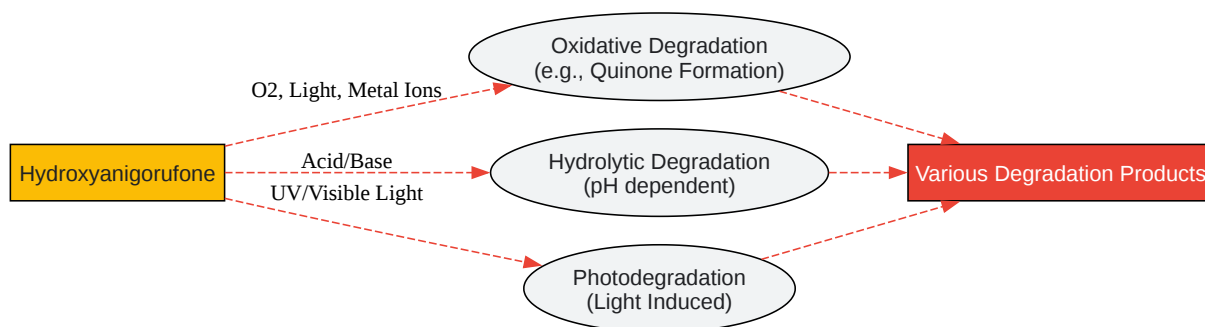 Oxidative Degradation
(e.g., Quinone Formation)
O2, Light, Metal Ions
Hydroxyanigorufone
Acid/Base
Hydrolytic Degradation
(pH dependent)
Various Degradation Products
UV/Visible Light
Photodegradation
(Light Induced)